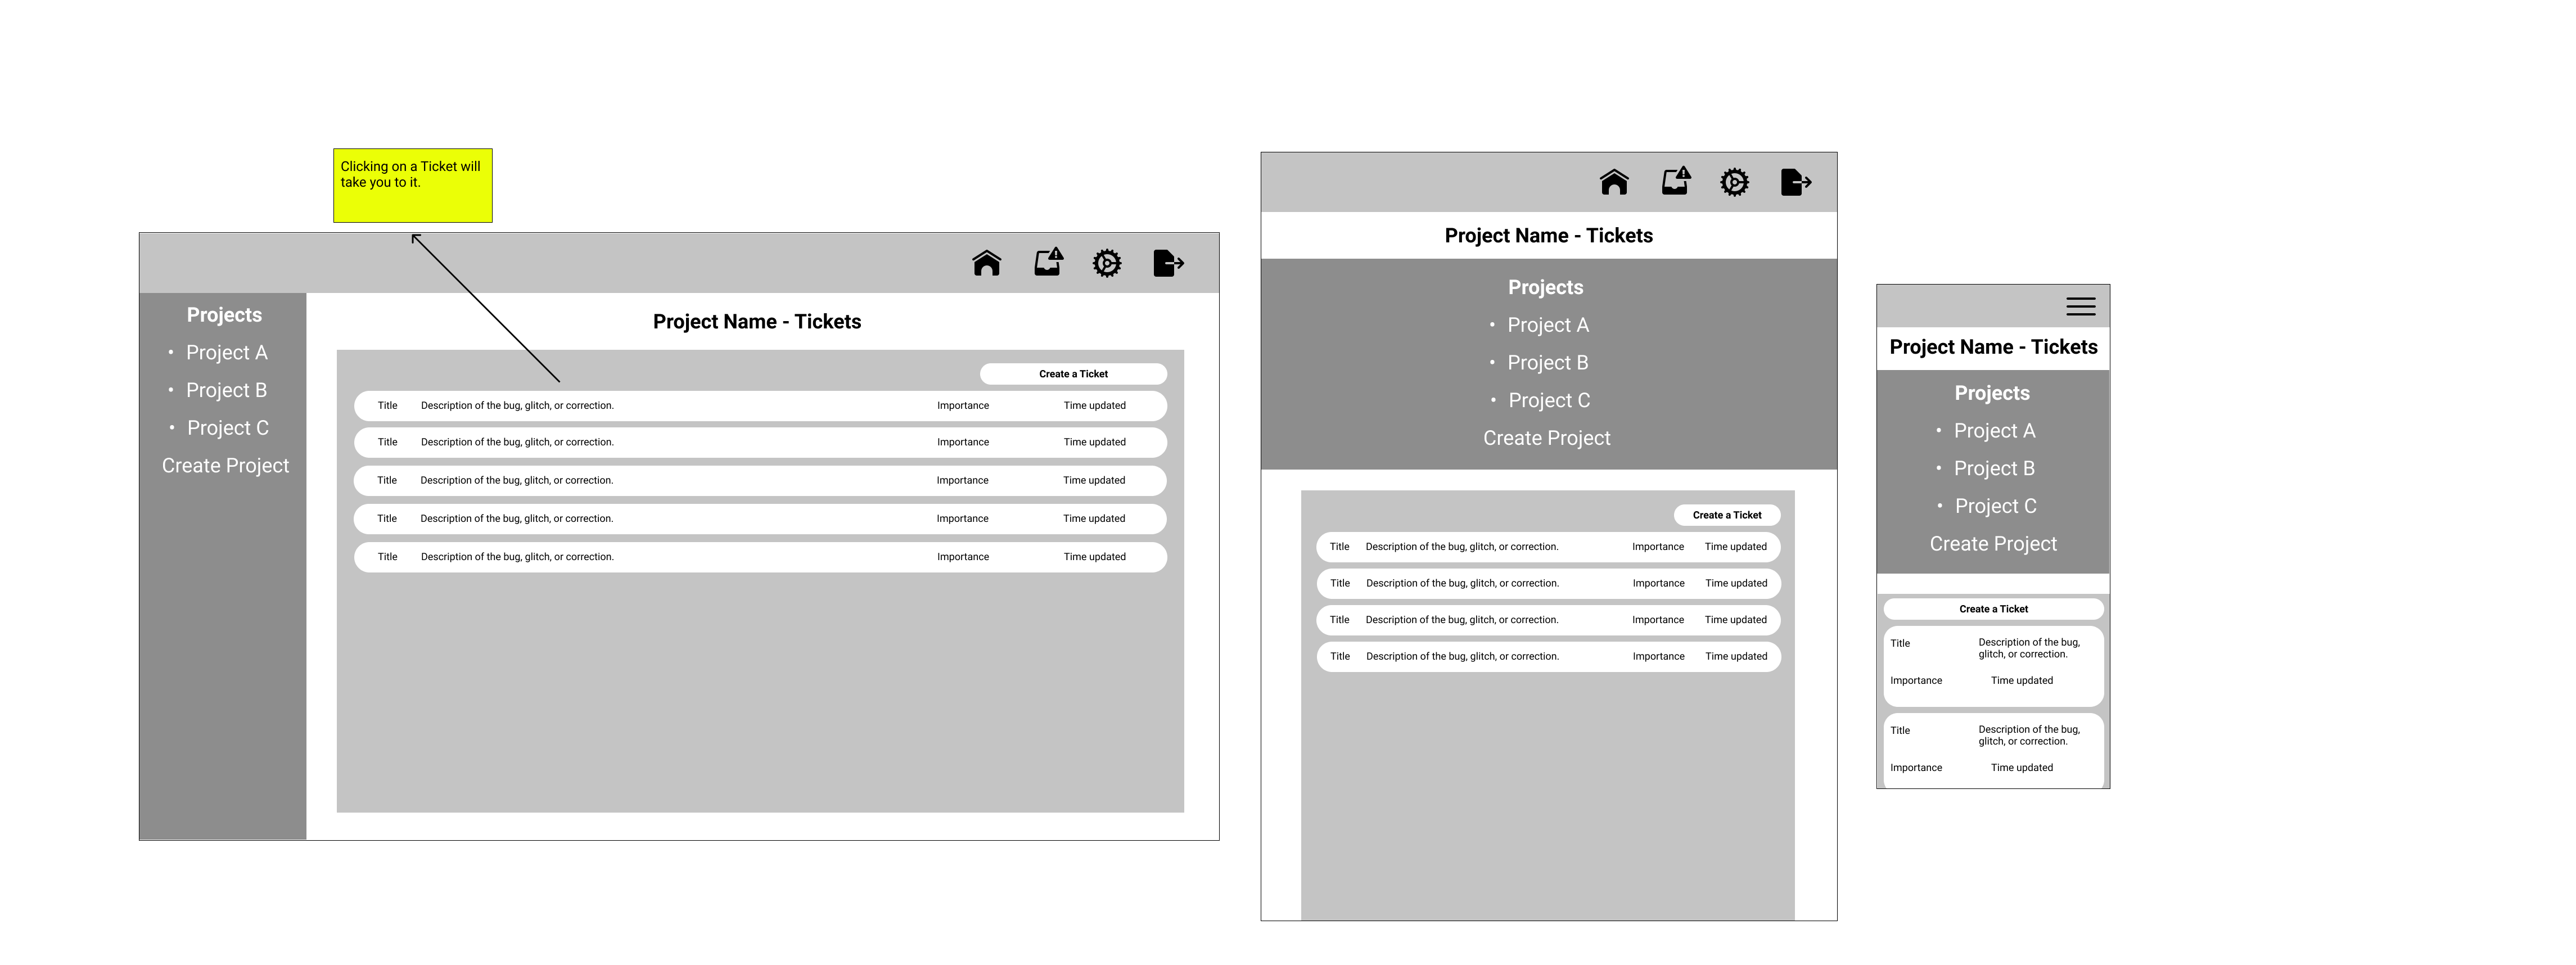 Clicking on a Ticket will
take you to it.
Projects
• Project A
• Project B
• Project C
Create Project
Project Name - Tickets
Create a Ticket
Title Description of the bug, glitch, or correction. Importance Time updated
Title Description of the bug, glitch, or correction. Importance Time updated
Title Description of the bug, glitch, or correction. Importance Time updated
Title Description of the bug, glitch, or correction. Importance Time updated
Title Description of the bug, glitch, or correction. Importance Time updated
Project Name - Tickets
Projects
• Project A
• Project B
• Project C
Create Project
Create a Ticket
Title Description of the bug, glitch, or correction. Importance Time updated
Title Description of the bug, glitch, or correction. Importance Time updated
Title Description of the bug, glitch, or correction. Importance Time updated
Title Description of the bug, glitch, or correction. Importance Time updated
Project Name - Tickets
Projects
• Project A
• Project B
• Project C
Create Project
Create a Ticket
Title Description of the bug,
glitch, or correction.
Importance Time updated
Title Description of the bug,
glitch, or correction.
Importance Time updated